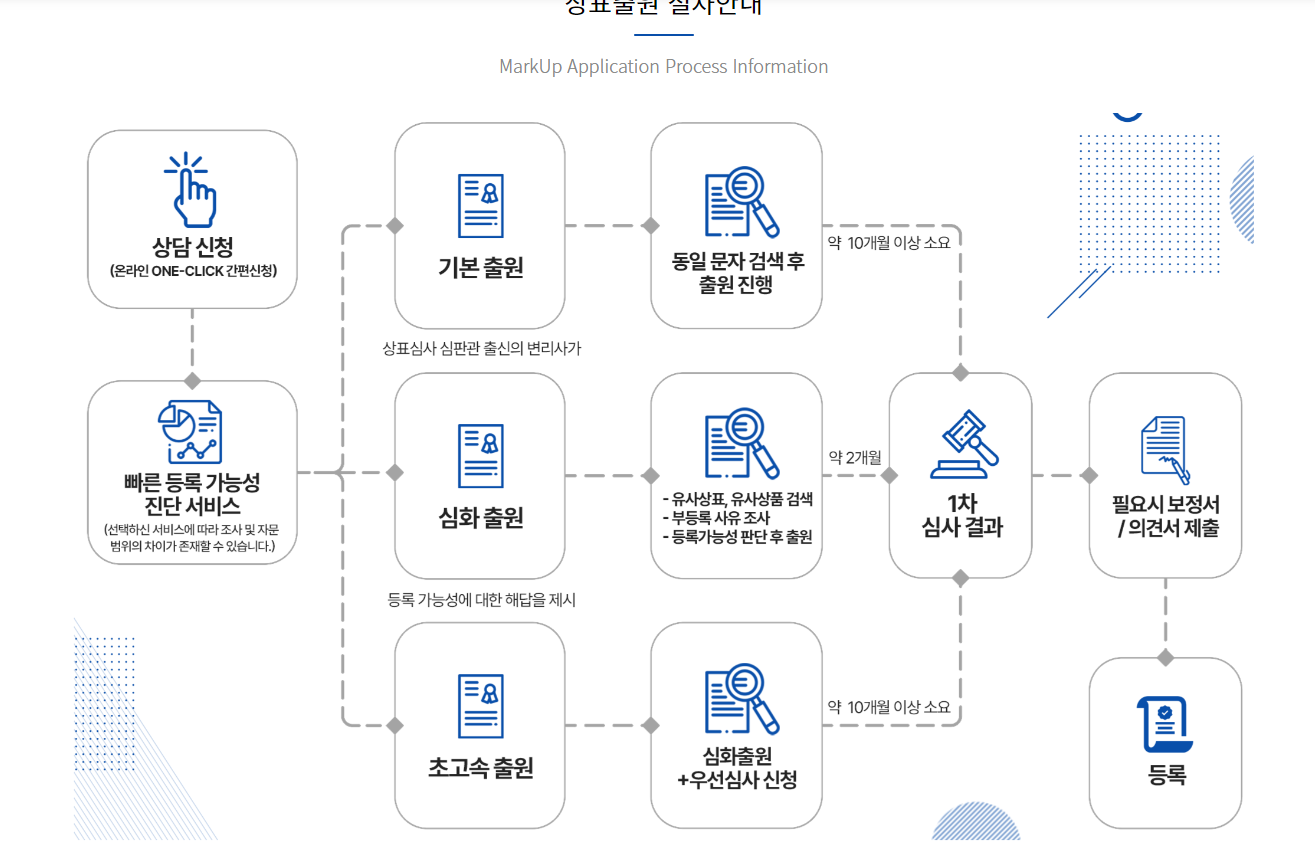 상표출원 절차안내
MarkUp Application Process Information
상담 신청
(온라인 ONE-CLICK 간편신청)
빠른 등록 가능성
진단 서비스
(선택하신 서비스에 따라 조사 및 자문
범위의 차이가 존재할 수 있습니다.)
기본 출원
동일 문자 검색 후
출원 진행
약 10개월 이상 소요
상표심사 심판관 출신의 변리사가
심화 출원
- 유사상표, 유사상품 검색
- 부등록 사유 조사
- 등록가능성 판단 후 출원
약 2개월
등록 가능성에 대한 해답을 제시
초고속 출원
심화출원
+우선심사 신청
약 10개월 이상 소요
1차
심사 결과
필요시 보정서
/ 의견서 제출
등록